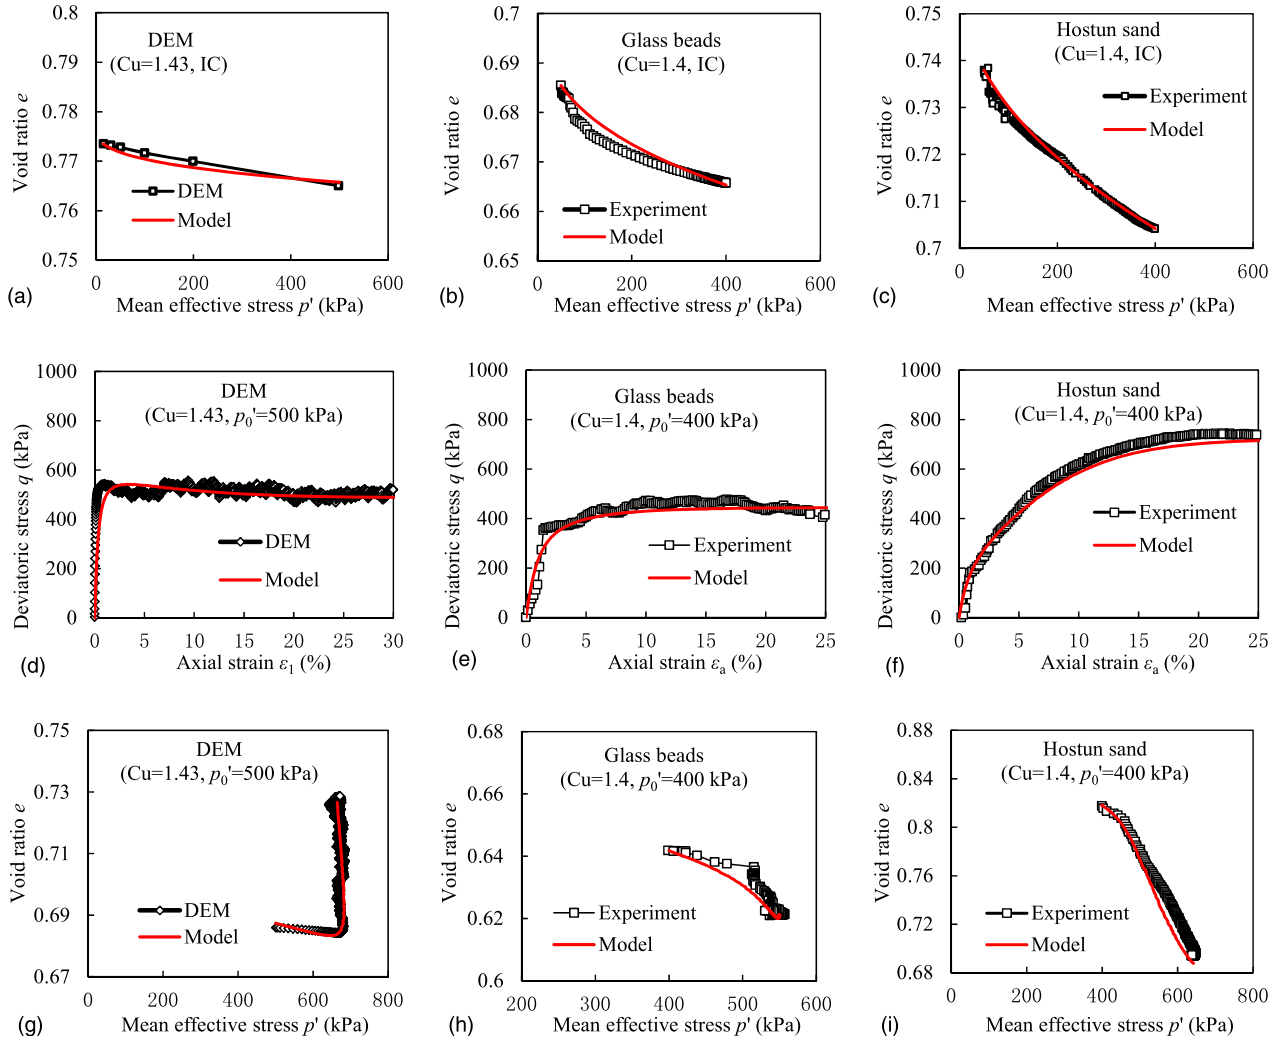 0.8
0.79
0.78
0.77
0.76
0.75
Void ratio e
DEM
(Cu=1.43, IC)
DEM
Model
0 200 400 600
(a)
Mean effective stress p' (kPa)
0.7
0.69
0.68
0.67
0.66
0.65
Void ratio e
Glass beads
(Cu=1.4, IC)
Experiment
Model
0 200 400 600
(b)
Mean effective stress p' (kPa)
0.75
0.74
0.73
0.72
0.71
0.7
Void ratio e
Hostun sand
(Cu=1.4, IC)
Experiment
Model
0 200 400 600
(c)
Mean effective stress p' (kPa)
1000
800
600
400
200
0
Deviatoric stress q (kPa)
DEM
(Cu=1.43, p0'=500 kPa)
DEM
Model
0 5 10 15 20 25 30
(d)
Axial strain ε1 (%)
1000
800
600
400
200
0
Deviatoric stress q (kPa)
Glass beads
(Cu=1.4, p0'=400 kPa)
Experiment
Model
0 5 10 15 20 25
(e)
Axial strain εa (%)
1000
800
600
400
200
0
Deviatoric stress q (kPa)
Hostun sand
(Cu=1.4, p0'=400 kPa)
Experiment
Model
0 5 10 15 20 25
(f)
Axial strain εa (%)
0.75
0.73
0.71
0.69
0.67
Void ratio e
DEM
(Cu=1.43, p0'=500 kPa)
DEM
Model
0 200 400 600 800
(g)
Mean effective stress p' (kPa)
0.68
0.66
0.64
0.62
0.6
Void ratio e
Glass beads
(Cu=1.4, p0'=400 kPa)
Experiment
Model
200 300 400 500 600
(h)
Mean effective stress p' (kPa)
0.88
0.84
0.8
0.76
0.72
0.68
Void ratio e
Hostun sand
(Cu=1.4, p0'=400 kPa)
Experiment
Model
0 200 400 600 800
(i)
Mean effective stress p' (kPa)